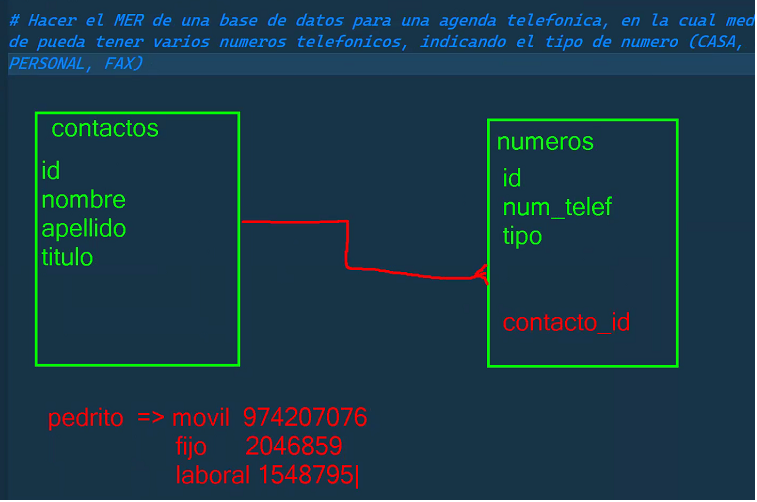 # Hacer el MER de una base de datos para una agenda telefonica, en la cual med
de pueda tener varios numeros telefonicos, indicando el tipo de numero (CASA,
PERSONAL, FAX)
contactos
id
nombre
apellido
titulo
numeros
id
num_telef
tipo
contacto_id
pedrito => movil 974207076
fijo 2046859
laboral 1548795